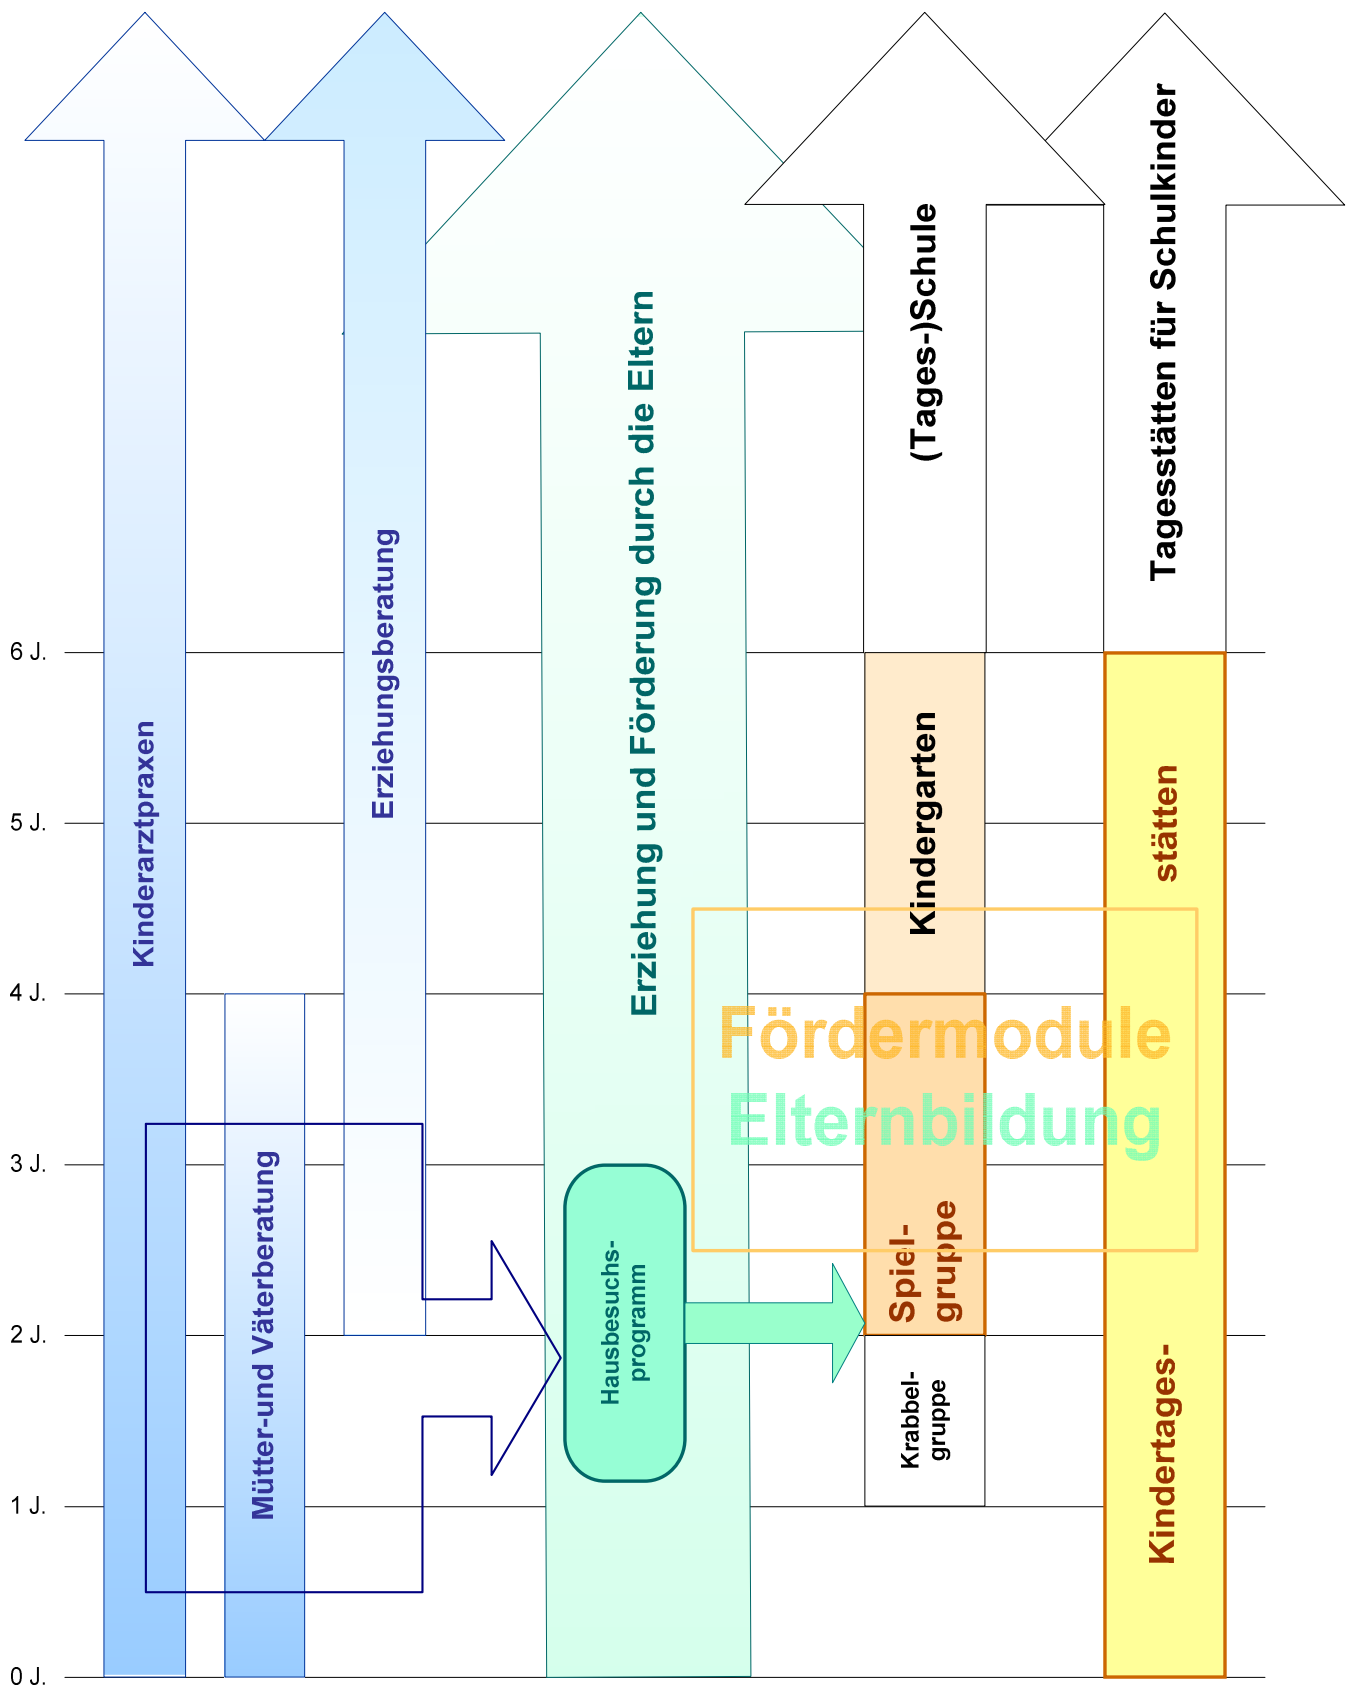 Kinderarztpraxen
Mütter-und Väterberatung
Erziehungsberatung
Erziehung und Förderung durch die Eltern
Hausbesuchs-
programm
(Tages-)Schule
Kindergarten
Spiel-
gruppe
Krabbel-
gruppe
Tagesstätten für Schulkinder
Kindertages-
stätten
Fördermodule
Elternbildung
6 J.
5 J.
4 J.
3 J.
2 J.
1 J.
0 J.